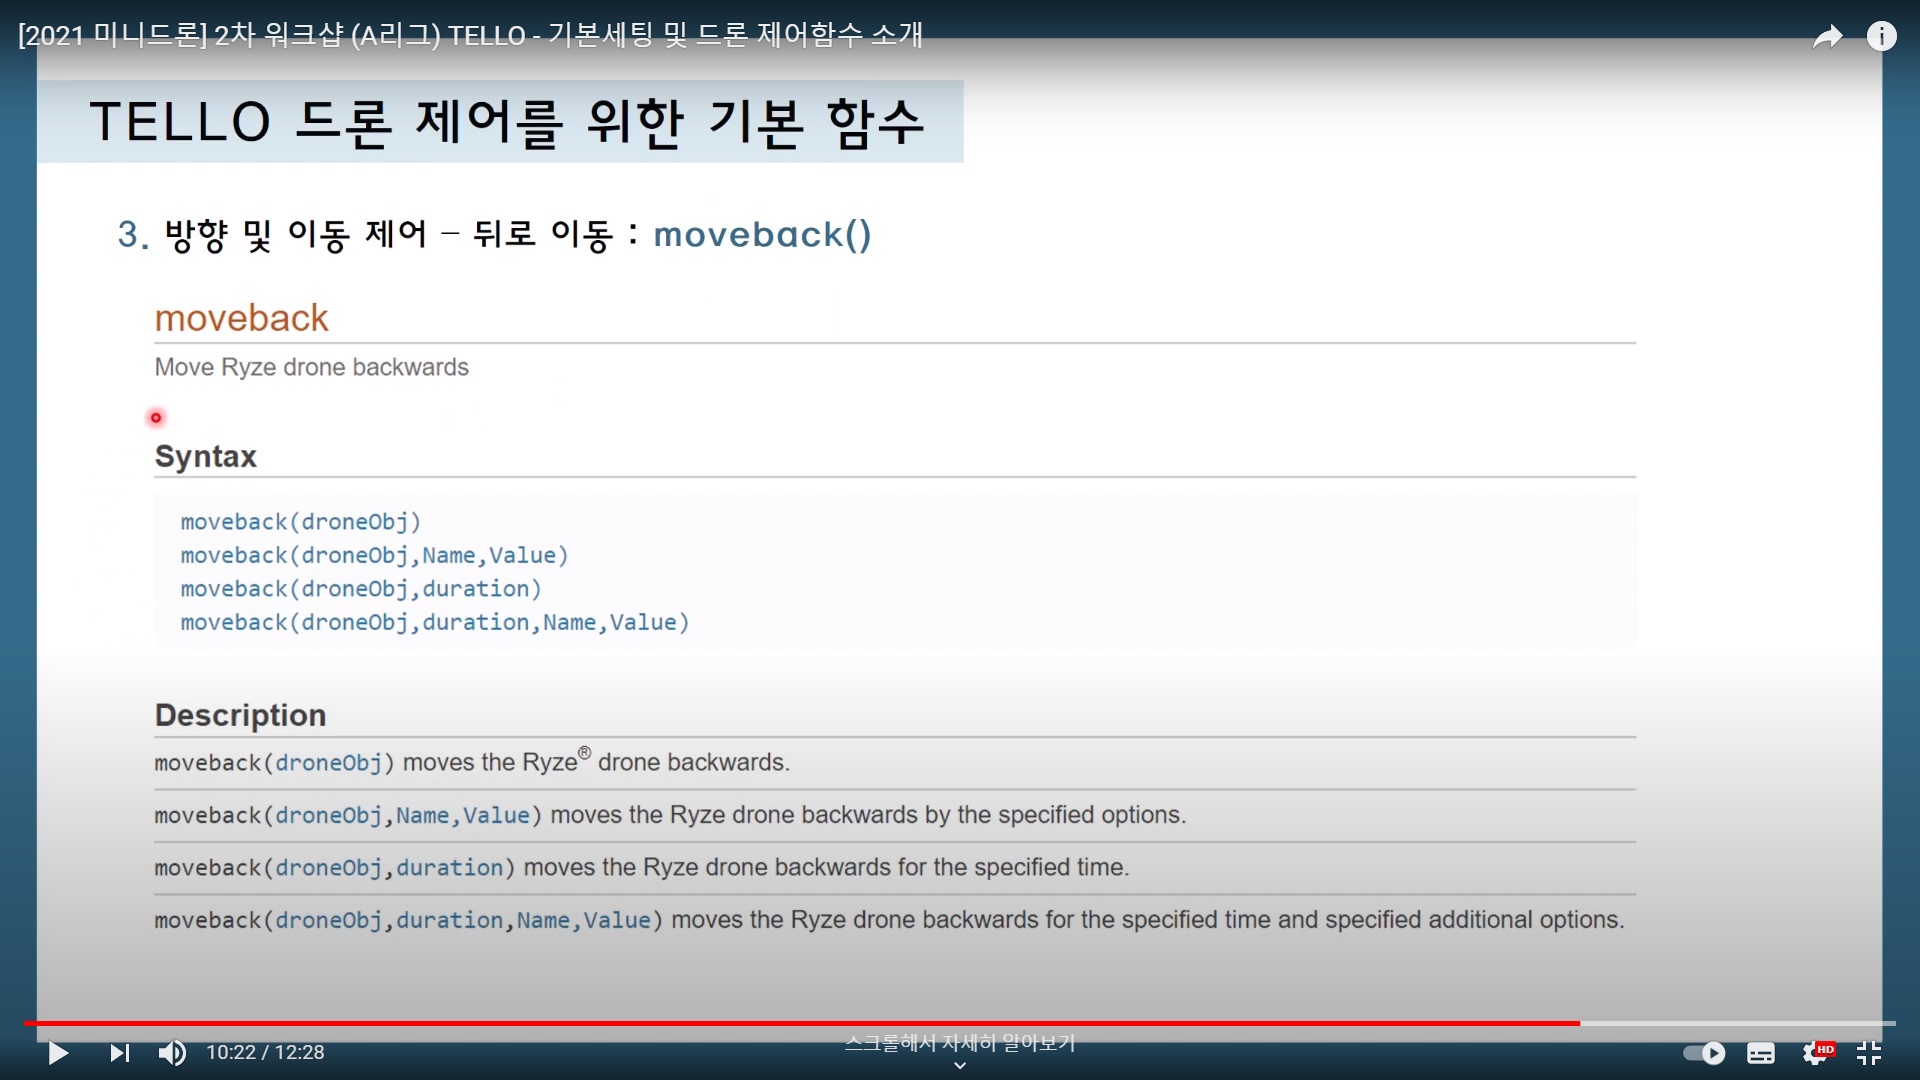 [2021 미니드론] 2차 워크샵 (A리그) TELLO - 기본세팅 및 드론 제어함수 소개
TELLO 드론 제어를 위한 기본 함수
3. 방향 및 이동 제어 – 뒤로 이동 : moveback()
moveback
Move Ryze drone backwards
Syntax
moveback(droneObj)
moveback(droneObj,Name,Value)
moveback(droneObj,duration)
moveback(droneObj,duration,Name,Value)
Description
moveback(droneObj) moves the Ryze® drone backwards.
moveback(droneObj,Name,Value) moves the Ryze drone backwards by the specified options.
moveback(droneObj,duration) moves the Ryze drone backwards for the specified time.
moveback(droneObj,duration,Name,Value) moves the Ryze drone backwards for the specified time and specified additional options.
스크롤해서 자세히 알아보기
10:22 / 12:28
HD